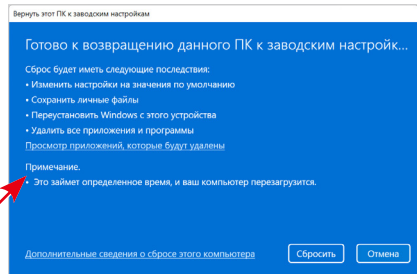 Вернуть этот ПК к заводским настройкам
Готово к возвращению данного ПК к заводским настройк...
Сброс будет иметь следующие последствия:
• Изменить настройки на значения по умолчанию
• Сохранить личные файлы
• Переустановить Windows с этого устройства
• Удалить все приложения и программы
Просмотр приложений, которые будут удалены
Примечание.
• Это займет определенное время, и ваш компьютер перезагрузится.
Дополнительные сведения о сбросе этого компьютера
Сбросить
Отмена